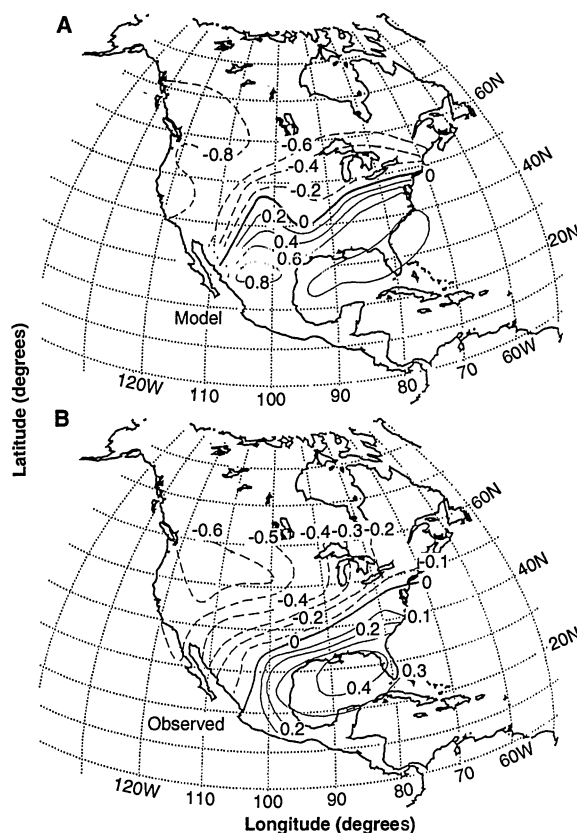 A
60N
-0.6
-0.8
-0.4
-0.2
0
40N
0.2
0
0.4
0.6
20N
0.8
Model
120W
110
100
90
80
70
60W
Latitude (degrees)
B
-0.6
-0.5
-0.4
-0.3
-0.2
60N
-0.1
-0.4
0
40N
-0.2
0
0.2
0.1
20N
0.3
0.4
Observed
0.2
120W
110
100
90
80
70
60W
Longitude (degrees)